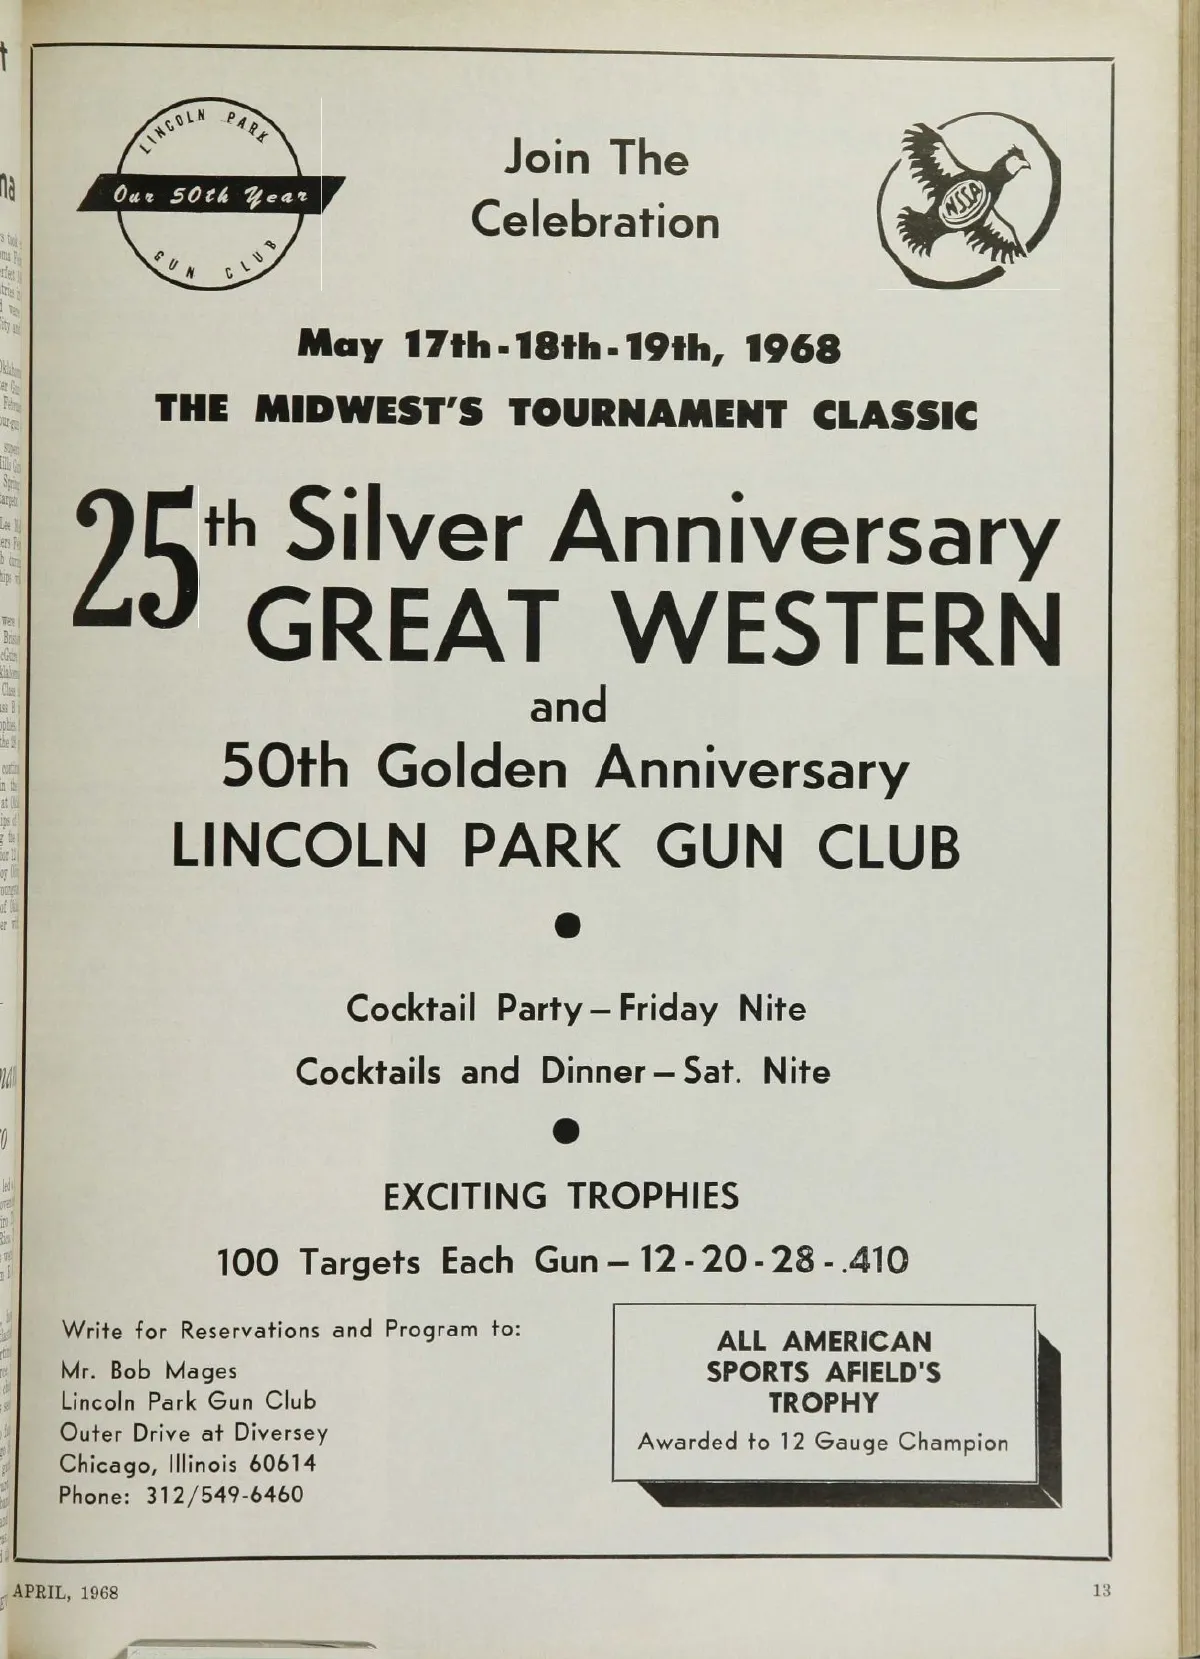 LINCOLN PARK
Our 50th Year
GUN CLUB
Join The
Celebration
NSSA
May 17th-18th-19th, 1968
THE MIDWEST'S TOURNAMENT CLASSIC
25th Silver Anniversary
GREAT WESTERN
and
50th Golden Anniversary
LINCOLN PARK GUN CLUB
Cocktail Party – Friday Nite
Cocktails and Dinner – Sat. Nite
EXCITING TROPHIES
100 Targets Each Gun – 12 - 20 - 28 - .410
Write for Reservations and Program to:
Mr. Bob Mages
Lincoln Park Gun Club
Outer Drive at Diversey
Chicago, Illinois 60614
Phone: 312/549-6460
ALL AMERICAN
SPORTS AFIELD'S
TROPHY
Awarded to 12 Gauge Champion
APRIL, 1968
13